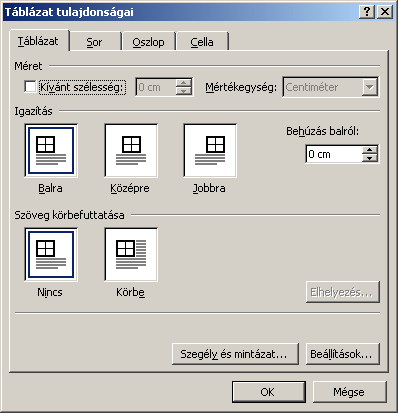 Táblázat tulajdonságai
Táblázat Sor Oszlop Cella
Méret
Kívánt szélesség: 0 cm Mértékegység: Centiméter
Igazítás
Behúzás balról:
0 cm
Balra Középre Jobbra
Szöveg körbefuttatása
Nincs Körbe
Elhelyezés...
Szegély és mintázat... Beállítások...
OK Mégse